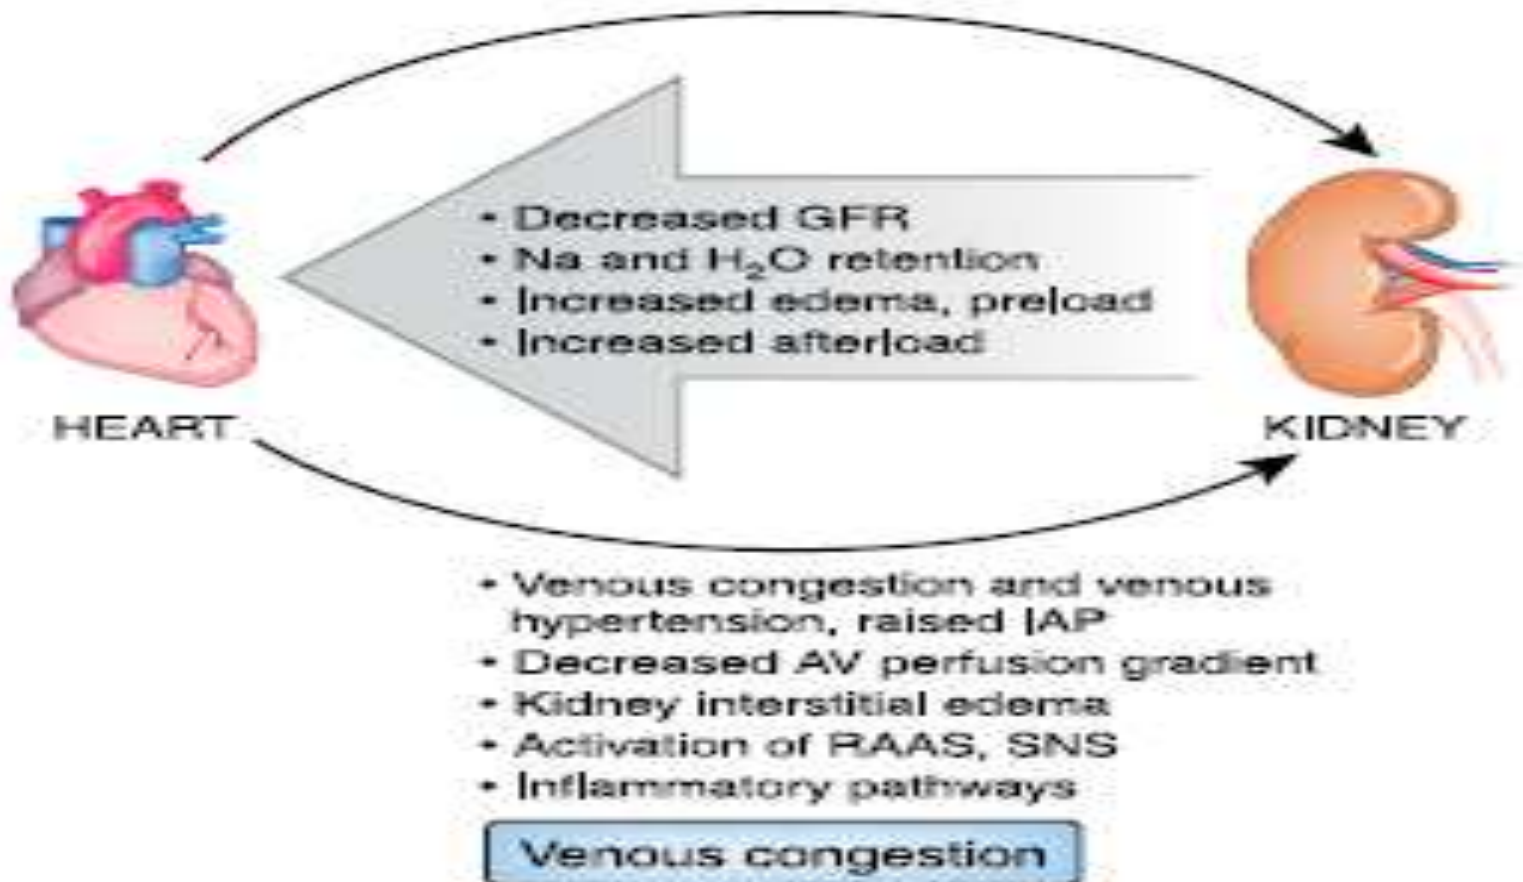 • Decreased GFR
• Na and H₂O retention
• Increased edema, preload
• Increased afterload
HEART
KIDNEY
• Venous congestion and venous
hypertension, raised IAP
• Decreased AV perfusion gradient
• Kidney interstitial edema
• Activation of RAAS, SNS
• Inflammatory pathways
Venous congestion